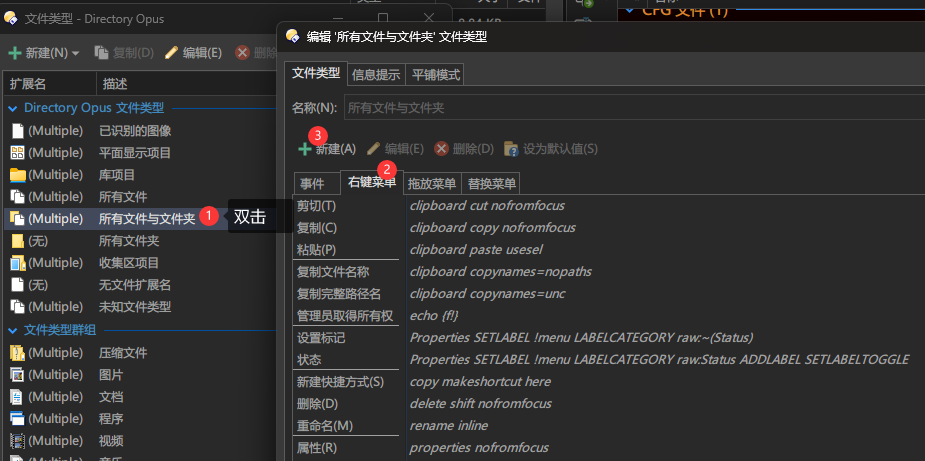 文件类型 - Directory Opus
新建(N)
复制(D)
编辑(E)
删除
扩展名
描述
Directory Opus 文件类型
(Multiple) 已识别的图像
(Multiple) 平面显示项目
(Multiple) 库项目
(Multiple) 所有文件
(Multiple) 所有文件与文件夹
1
双击
(无) 所有文件夹
(Multiple) 收集区项目
(无) 无文件扩展名
(Multiple) 未知文件类型
文件类型群组
(Multiple) 压缩文件
(Multiple) 图片
(Multiple) 文档
(Multiple) 程序
(Multiple) 视频
CFG 文件 (1)
编辑 '所有文件与文件夹' 文件类型
文件类型
信息提示
平铺模式
名称(N):
所有文件与文件夹
3
新建(A)
编辑(E)
删除(D)
设为默认值(S)
2
事件
右键菜单
拖放菜单
替换菜单
剪切(T) clipboard cut nofromfocus
复制(C) clipboard copy nofromfocus
粘贴(P) clipboard paste usesel
复制文件名称 clipboard copynames=nopaths
复制完整路径名 clipboard copynames=unc
管理员取得所有权 echo {f!}
设置标记 Properties SETLABEL !menu LABELCATEGORY raw:~(Status)
状态 Properties SETLABEL !menu LABELCATEGORY raw:Status ADDLABEL SETLABELTOGGLE
新建快捷方式(S) copy makeshortcut here
删除(D) delete shift nofromfocus
重命名(M) rename inline
属性(R) properties nofromfocus